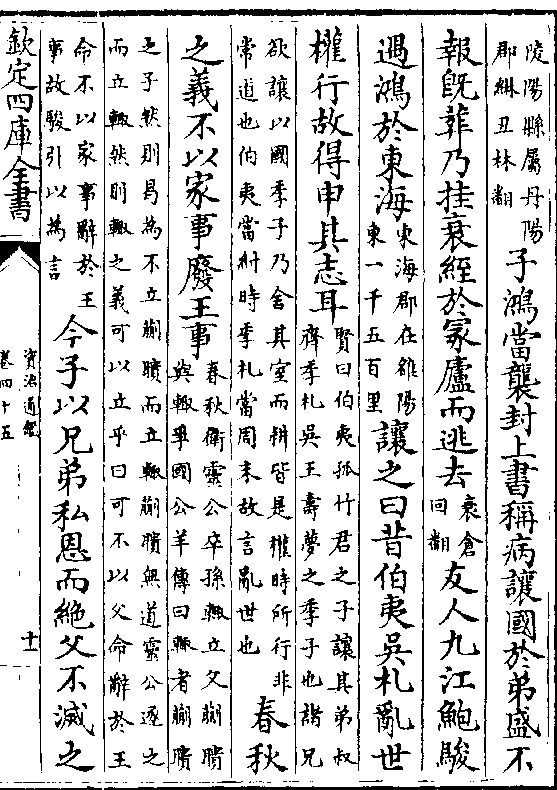 陵陽縣屬丹陽
郡綝丑林翻
子鴻當襲封上書稱病讓國於弟盛不
報旣葬乃挂衰絰於冢廬而逃去
衰倉
回翻
友人九江鮑駿
遇鴻於東海
東海郡在雒陽
東一千五百里
讓之曰昔伯夷吳札亂世
權行故得申其志耳
賢曰伯夷孤竹君之子讓其弟叔
齊季札吳王壽夢之季子也諸兄
欲讓以國季子乃舍其室而耕皆是權時所行非
常道也伯夷當紂時季札當周末故言亂世也
春秋
之義不以家事廢王事
春秋衛靈公卒孫輒立父蒯聵
與輒爭國公羊傳曰輒者蒯聵
之子然則曷為不立蒯聵而立輒蒯聵無道靈公逐之
而立輒然則輒之義可以立乎曰可不以父命辭於王
命不以家事辭於王
事故駿引以為言
今子以兄弟私恩而絶父不滅之
欽定四庫全書
資治通鑑
卷四十五
十一